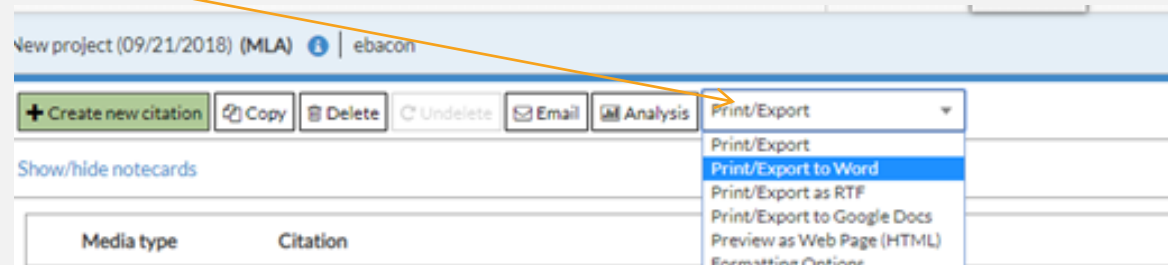 New project (09/21/2018) (MLA) | ebacon
Create new citation Copy Delete Undelete Email Analysis Print/Export
Print/Export
Show/hide notecards
Print/Export to Word
Print/Export as RTF
Print/Export to Google Docs
Media type Citation
Preview as Web Page (HTML)
Formatting Options